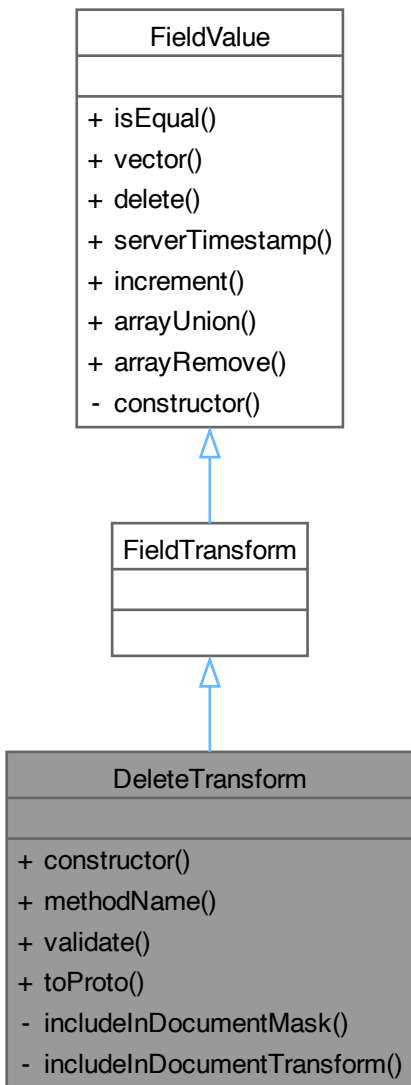 FieldValue
+ isEqual()
+ vector()
+ delete()
+ serverTimestamp()
+ increment()
+ arrayUnion()
+ arrayRemove()
- constructor()
FieldTransform
DeleteTransform
+ constructor()
+ methodName()
+ validate()
+ toProto()
- includeInDocumentMask()
- includeInDocumentTransform()